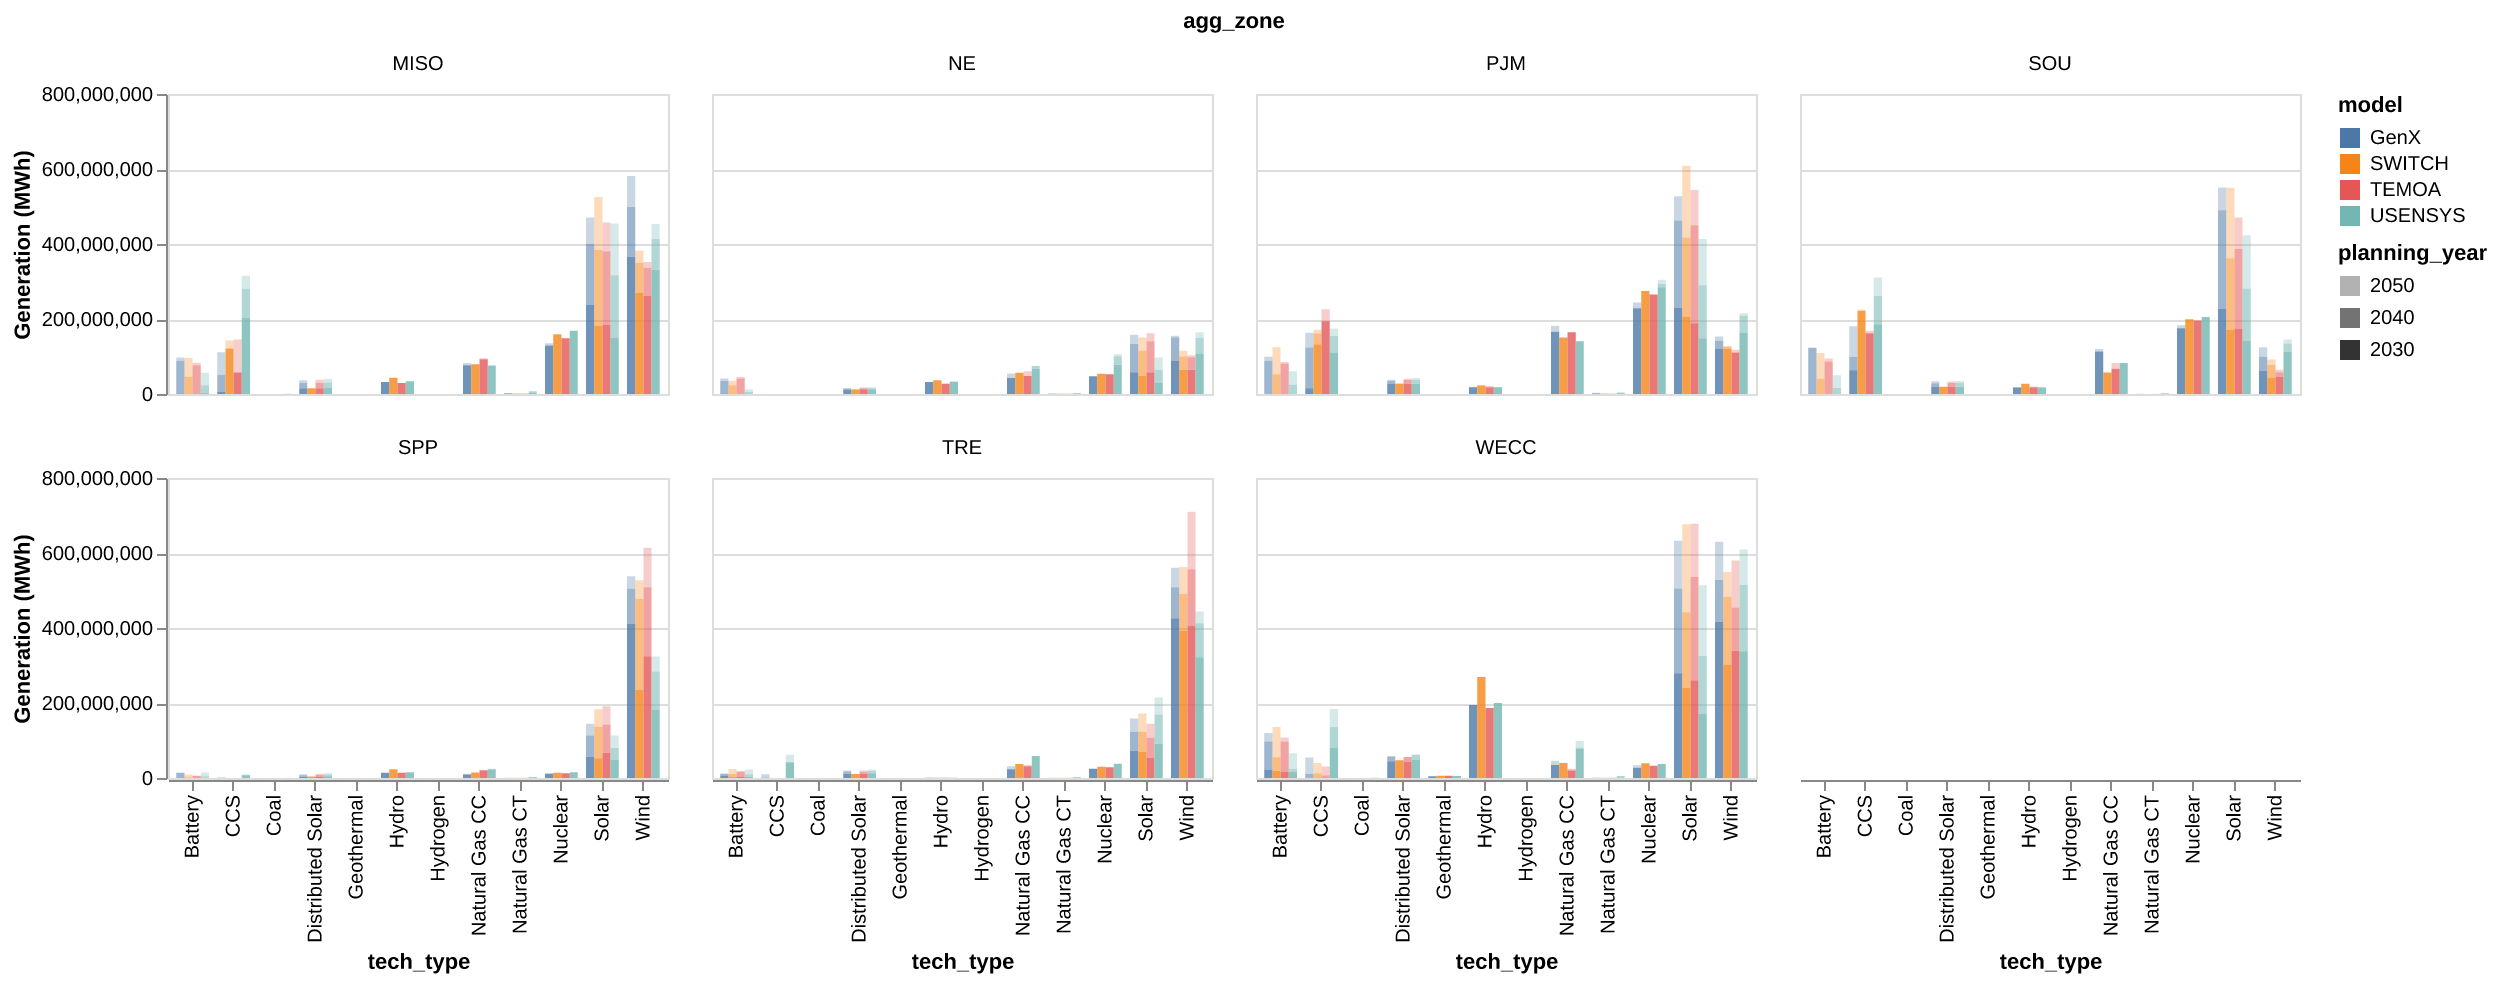 agg_zone
MISO
NE
PJM
SOU
800,000,000
600,000,000
400,000,000
200,000,000
0
Generation (MWh)
model
GenX
SWITCH
TEMOA
USENSYS
planning_year
2050
2040
2030
SPP
TRE
WECC
800,000,000
600,000,000
400,000,000
200,000,000
0
Generation (MWh)
Battery
CCS
Coal
Distributed Solar
Geothermal
Hydro
Hydrogen
Natural Gas CC
Natural Gas CT
Nuclear
Solar
Wind
tech_type
Battery
CCS
Coal
Distributed Solar
Geothermal
Hydro
Hydrogen
Natural Gas CC
Natural Gas CT
Nuclear
Solar
Wind
tech_type
Battery
CCS
Coal
Distributed Solar
Geothermal
Hydro
Hydrogen
Natural Gas CC
Natural Gas CT
Nuclear
Solar
Wind
tech_type
Battery
CCS
Coal
Distributed Solar
Geothermal
Hydro
Hydrogen
Natural Gas CC
Natural Gas CT
Nuclear
Solar
Wind
tech_type